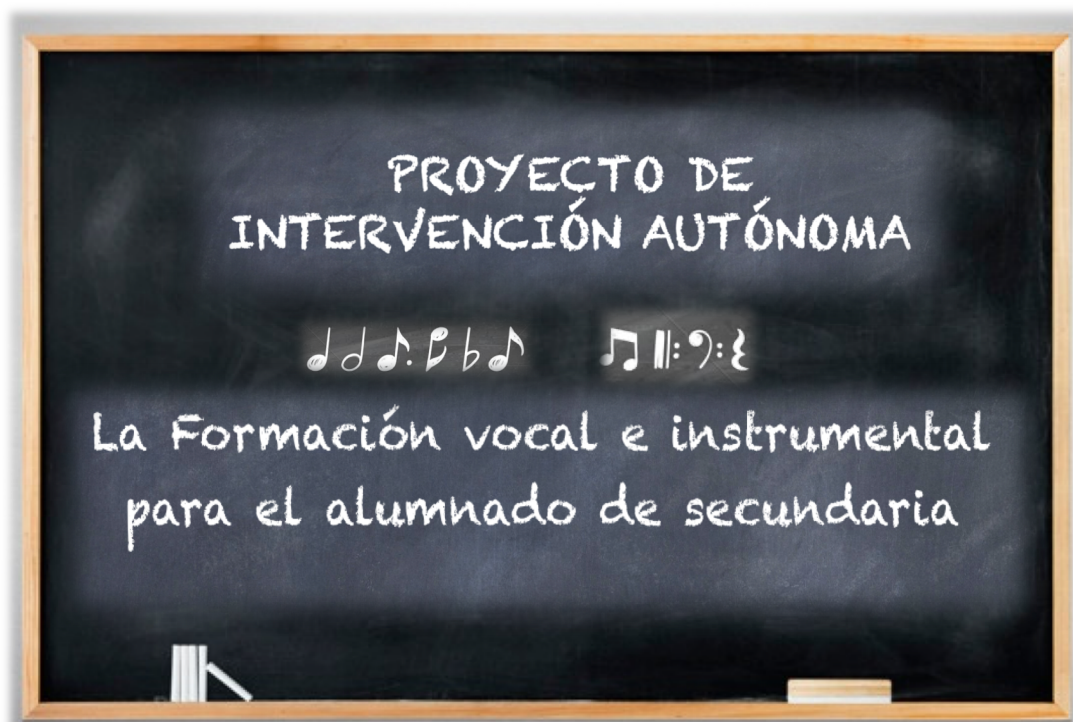 PROYECTO DE
INTERVENCIÓN AUTÓNOMA
La Formación vocal e instrumental
para el alumnado de secundaria